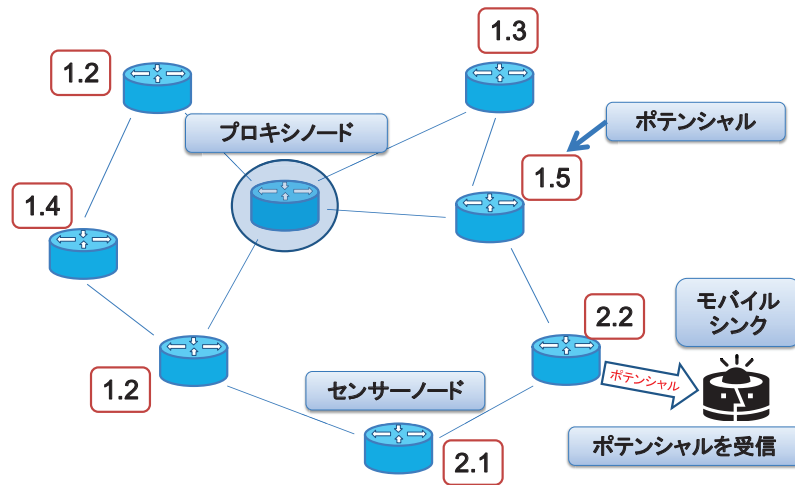 1.3
1.2
プロキシノード
ポテンシャル
1.5
1.4
モバイル
シンク
2.2
ポテンシャル
1.2
センサーノード
ポテンシャルを受信
2.1